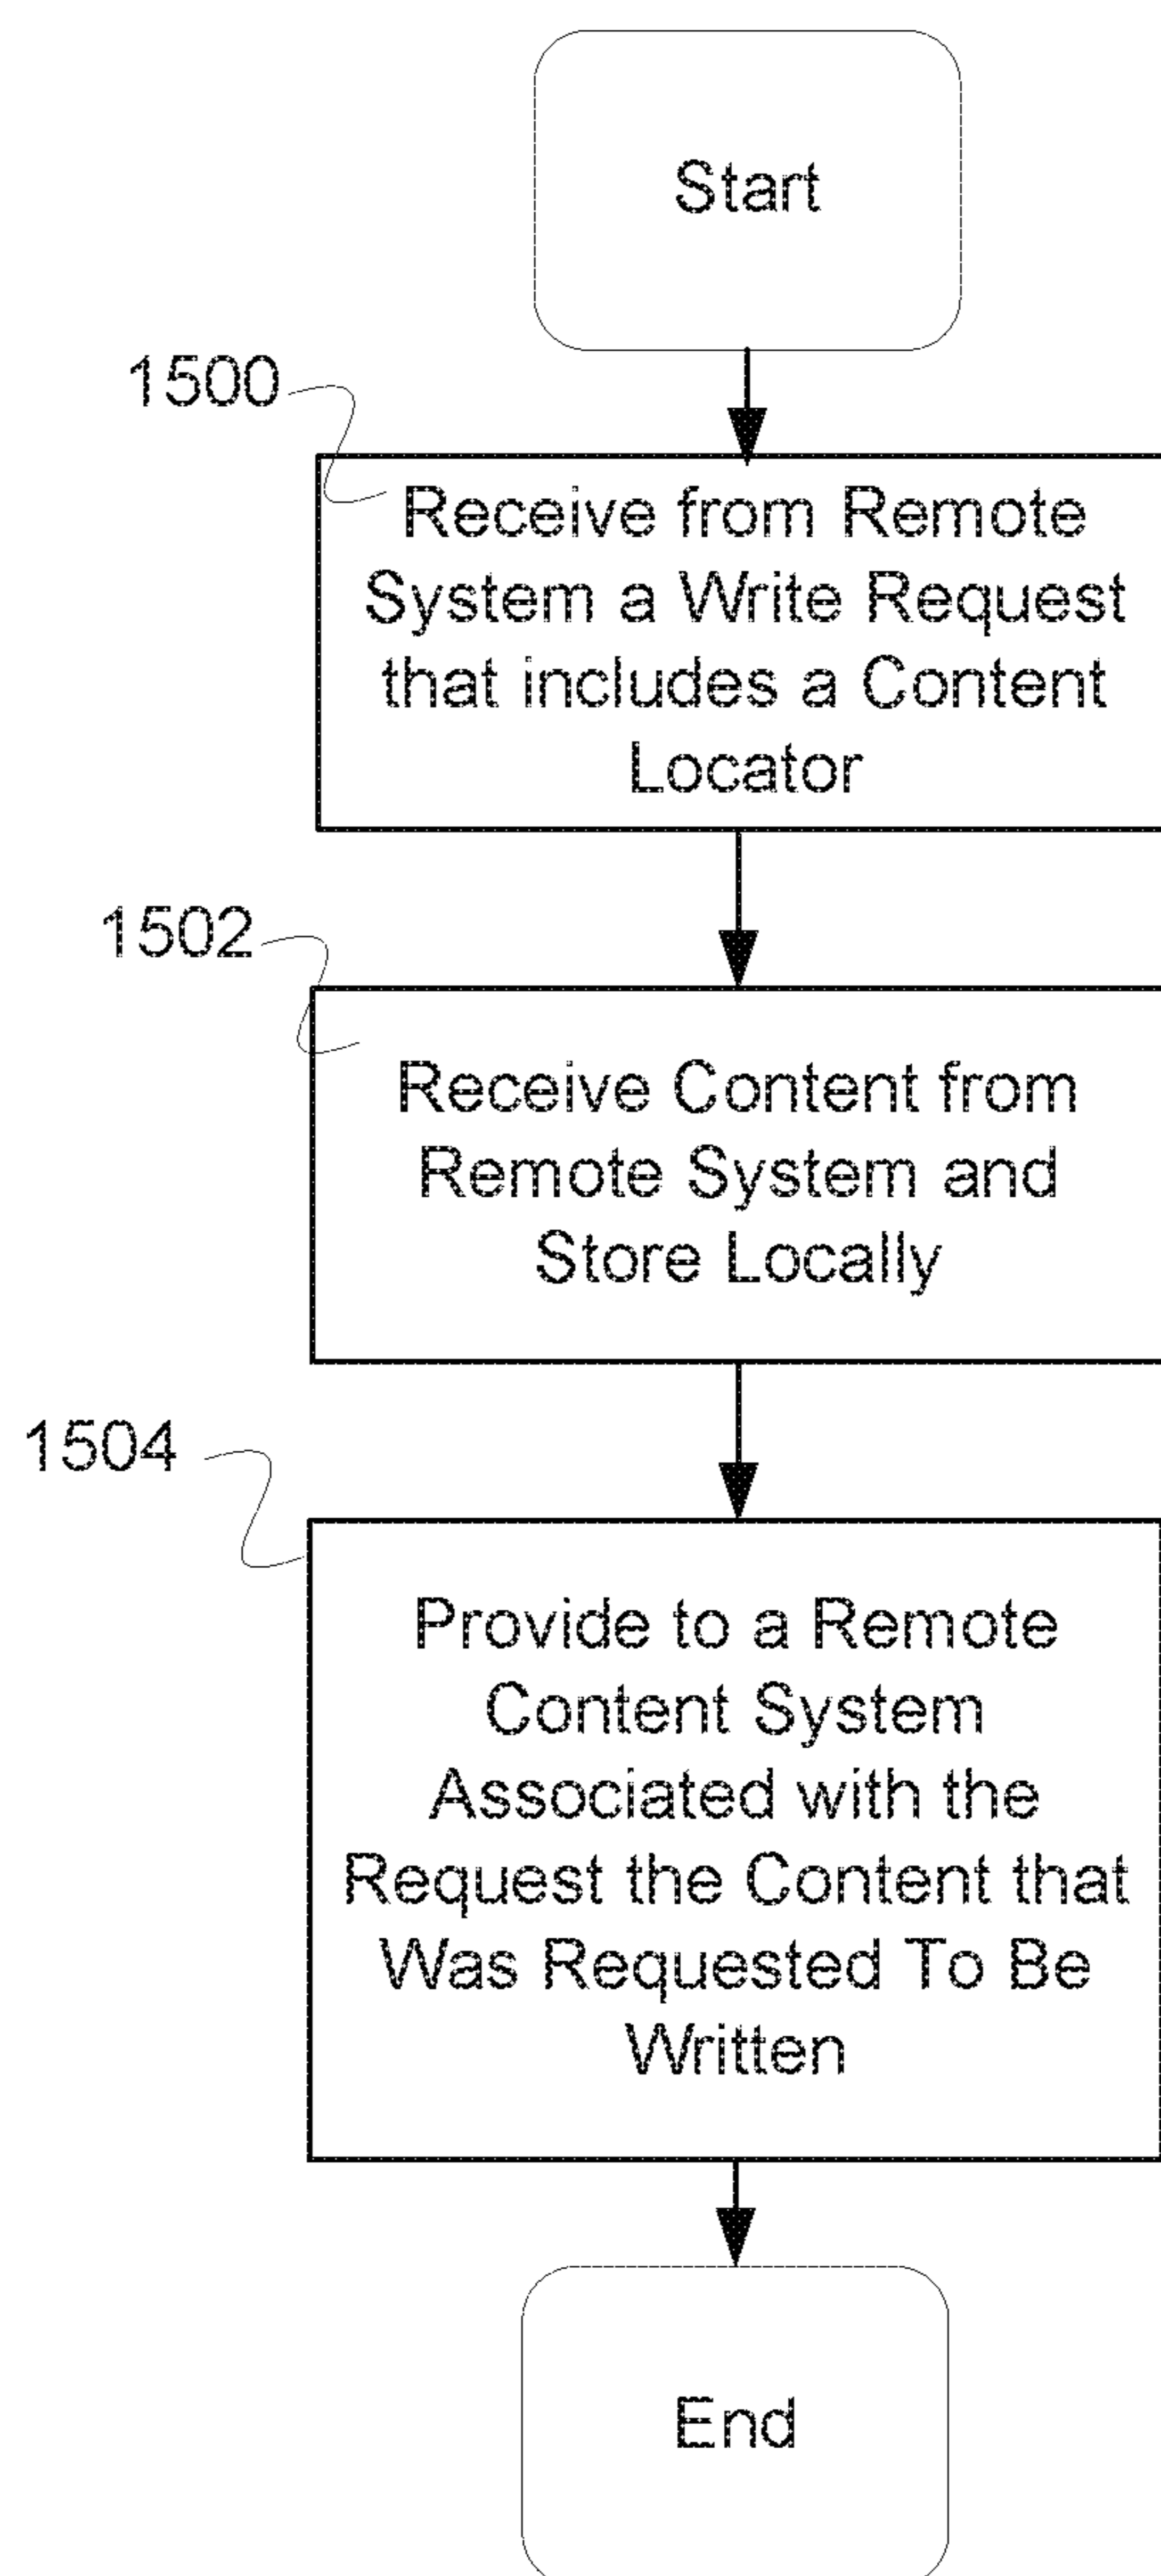 Start
1500
Receive from Remote
System a Write Request
that includes a Content
Locator
1502
Receive Content from
Remote System and
Store Locally
1504
Provide to a Remote
Content System
Associated with the
Request the Content that
Was Requested To Be
Written
End